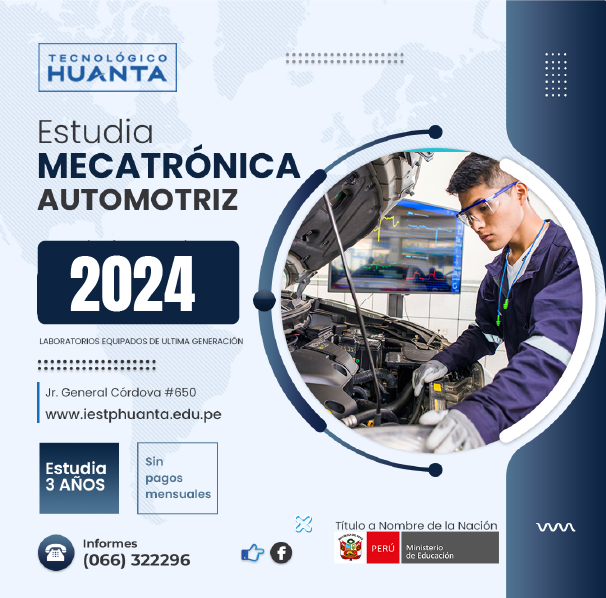 TECNOLÓGICO
HUANTA
Estudia
MECATRÓNICA
AUTOMOTRIZ
2024
LABORATORIOS EQUIPADOS DE ULTIMA GENERACIÓN
Jr. General Córdova #650
www.iestphuanta.edu.pe
Estudia
3 AÑOS
Sin
pagos
mensuales
Informes
(066) 322296
Título a Nombre de la Nación
PERÚ
Ministerio
de Educación